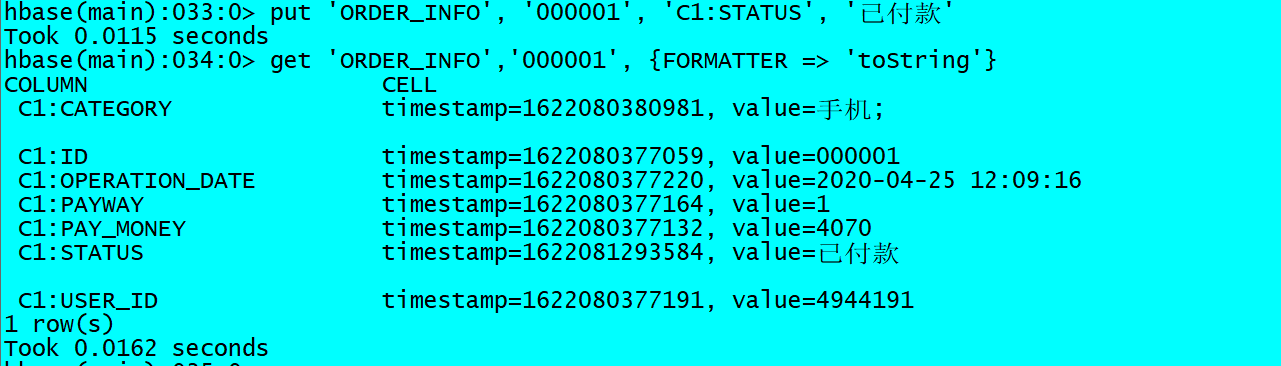 hbase(main):033:0> put 'ORDER_INFO', '000001', 'C1:STATUS', '已付款'
Took 0.0115 seconds
hbase(main):034:0> get 'ORDER_INFO','000001', {FORMATTER => 'toString'}
COLUMN CELL
C1:CATEGORY timestamp=1622080380981, value=手机;
C1:ID timestamp=1622080377059, value=000001
C1:OPERATION_DATE timestamp=1622080377220, value=2020-04-25 12:09:16
C1:PAYWAY timestamp=1622080377164, value=1
C1:PAY_MONEY timestamp=1622080377132, value=4070
C1:STATUS timestamp=1622081293584, value=已付款
C1:USER_ID timestamp=1622080377191, value=4944191
1 row(s)
Took 0.0162 seconds